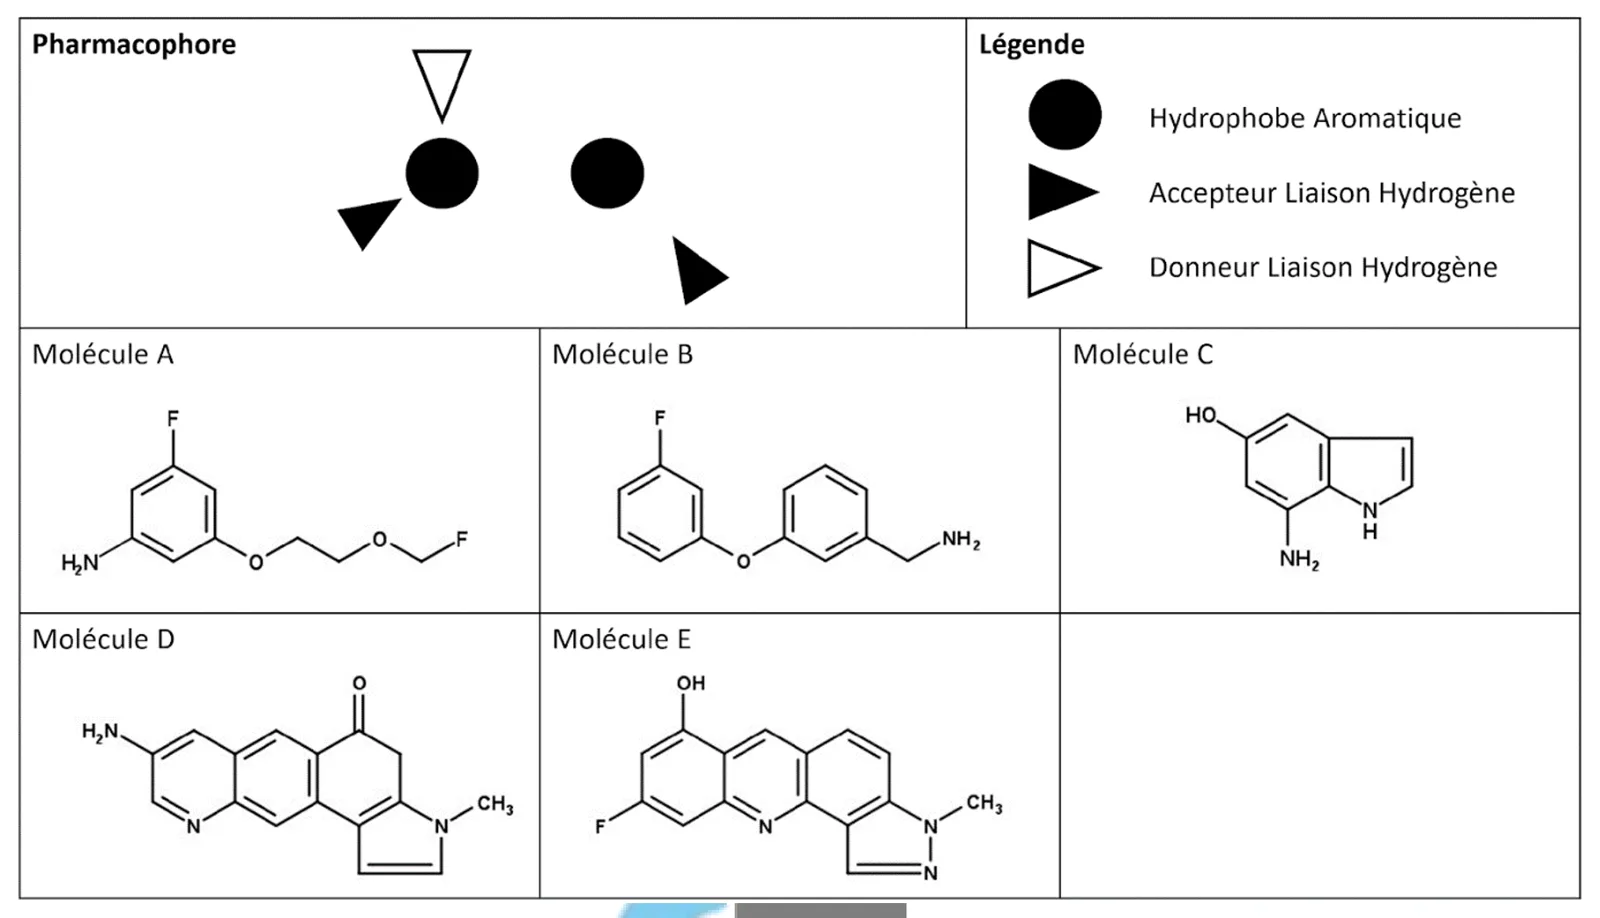 Pharmacophore
Légende
Hydrophobe Aromatique
Accepteur Liaison Hydrogène
Donneur Liaison Hydrogène
Molécule A
F
H₂N
O
O
F
Molécule B
F
O
NH₂
Molécule C
HO
N
H
NH₂
Molécule D
O
H₂N
N
N
CH₃
Molécule E
OH
F
N
N
CH₃
N